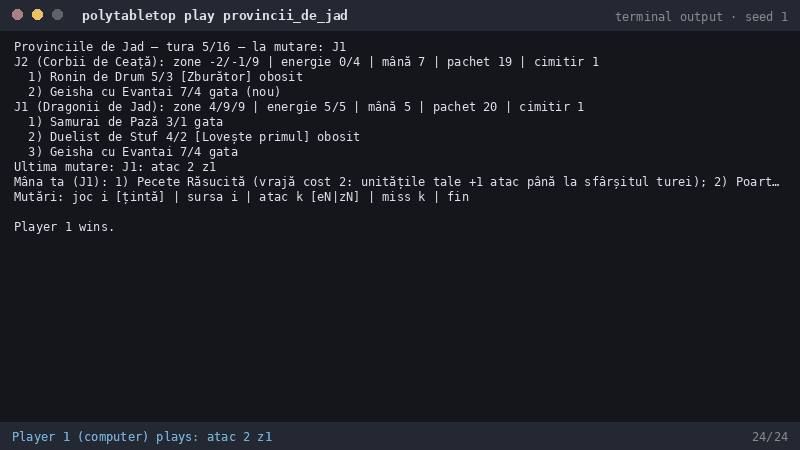 polytabletop play provincii_de_jad
terminal output · seed 1
Provinciile de Jad — tura 5/16 — la mutare: J1
J2 (Corbii de Ceață): zone -2/-1/9 | energie 0/4 | mână 7 | pachet 19 | cimitir 1
1) Ronin de Drum 5/3 [Zburător] obosit
2) Geisha cu Evantai 7/4 gata (nou)
J1 (Dragonii de Jad): zone 4/9/9 | energie 5/5 | mână 5 | pachet 20 | cimitir 1
1) Samurai de Pază 3/1 gata
2) Duelist de Stuf 4/2 [Lovește primul] obosit
3) Geisha cu Evantai 7/4 gata
Ultima mutare: J1: atac 2 z1
Mâna ta (J1): 1) Pecete Răsucită (vrajă cost 2: unitățile tale +1 atac până la sfârșitul turei); 2) Poart…
Mutări: joc i [țintă] | sursa i | atac k [eN|zN] | miss k | fin
Player 1 wins.
Player 1 (computer) plays: atac 2 z1
24/24